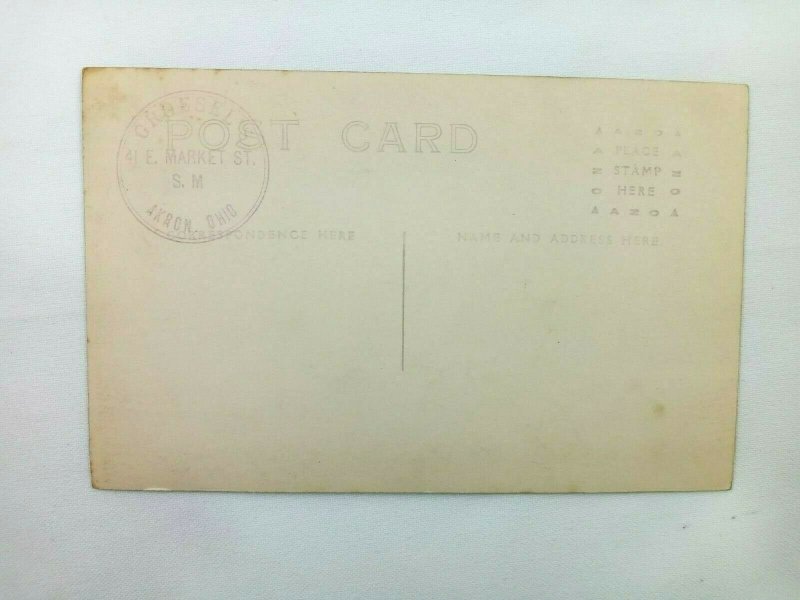 POST CARD
41 E. MARKET ST.
S. M
AKRON, OHIO
A A Z O A
A PLACE A
N STAMP N
O HERE O
A A Z O A
CORRESPONDENCE HERE
NAME AND ADDRESS HERE